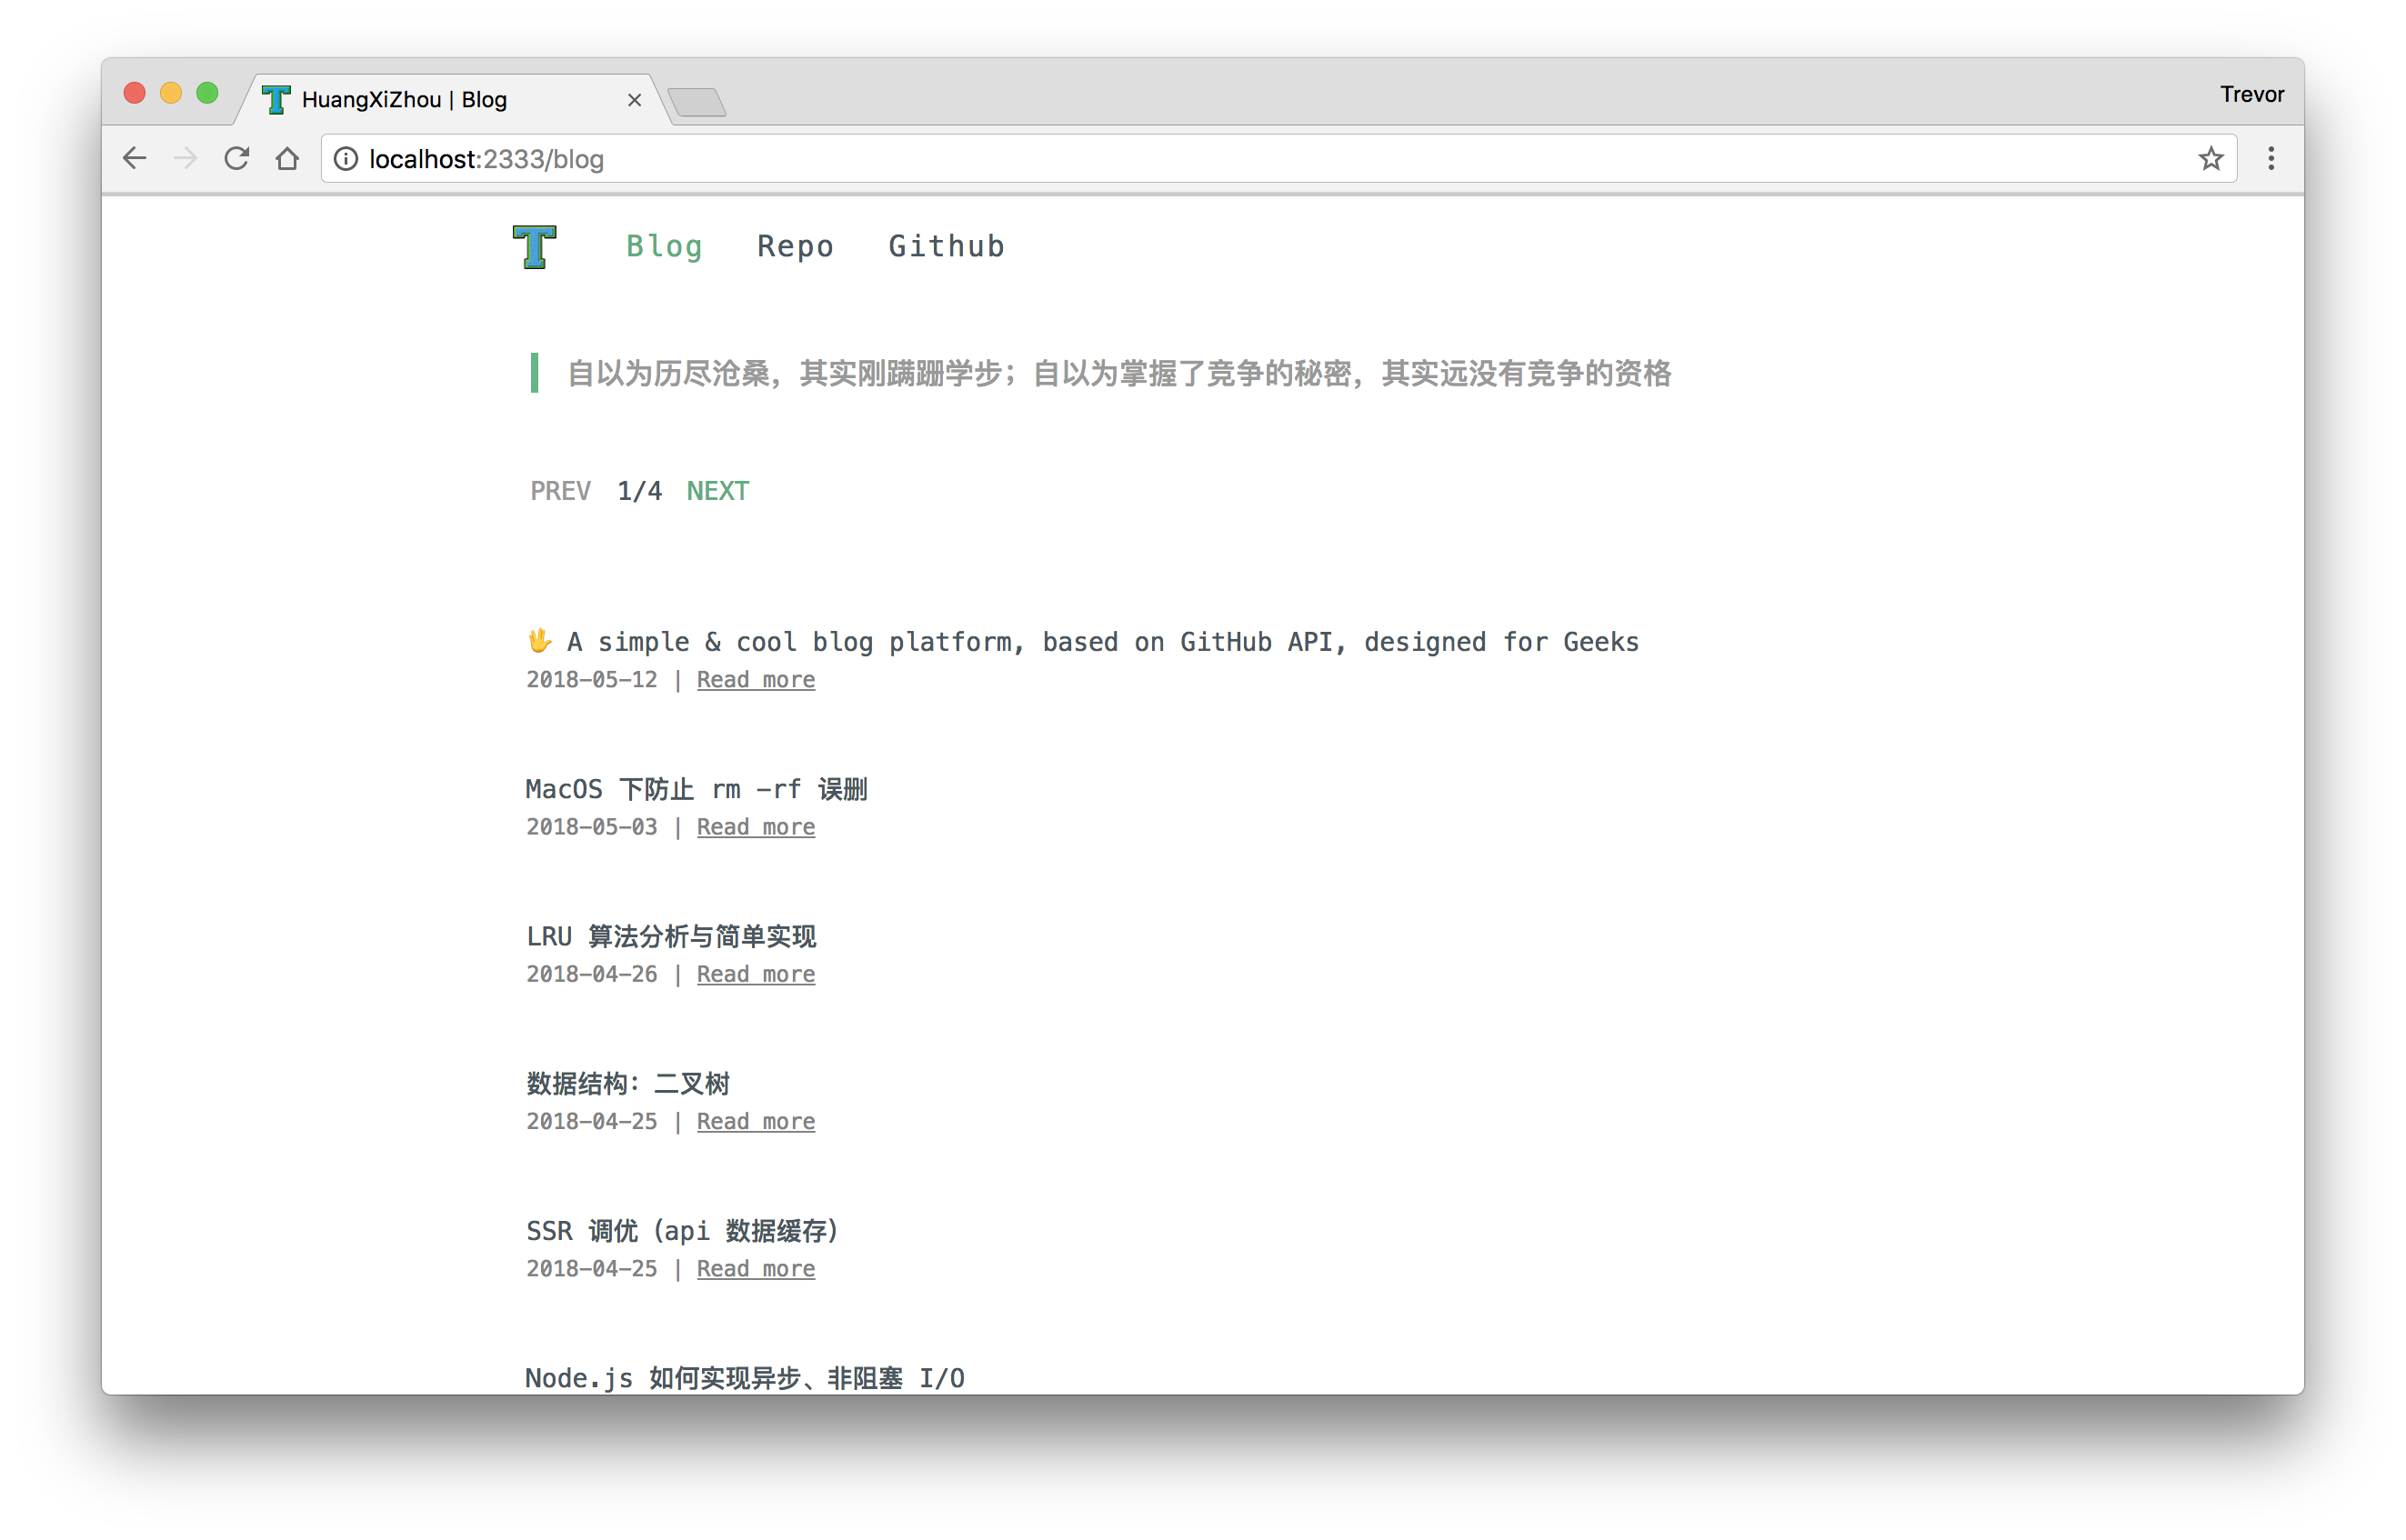 HuangXiZhou | Blog
Trevor
localhost:2333/blog
T Blog Repo Github
自以为历尽沧桑，其实刚蹒跚学步；自以为掌握了竞争的秘密，其实远没有竞争的资格
PREV 1/4 NEXT
🖖 A simple & cool blog platform, based on GitHub API, designed for Geeks
2018-05-12 | Read more
MacOS 下防止 rm -rf 误删
2018-05-03 | Read more
LRU 算法分析与简单实现
2018-04-26 | Read more
数据结构：二叉树
2018-04-25 | Read more
SSR 调优（api 数据缓存）
2018-04-25 | Read more
Node.js 如何实现异步、非阻塞 I/O